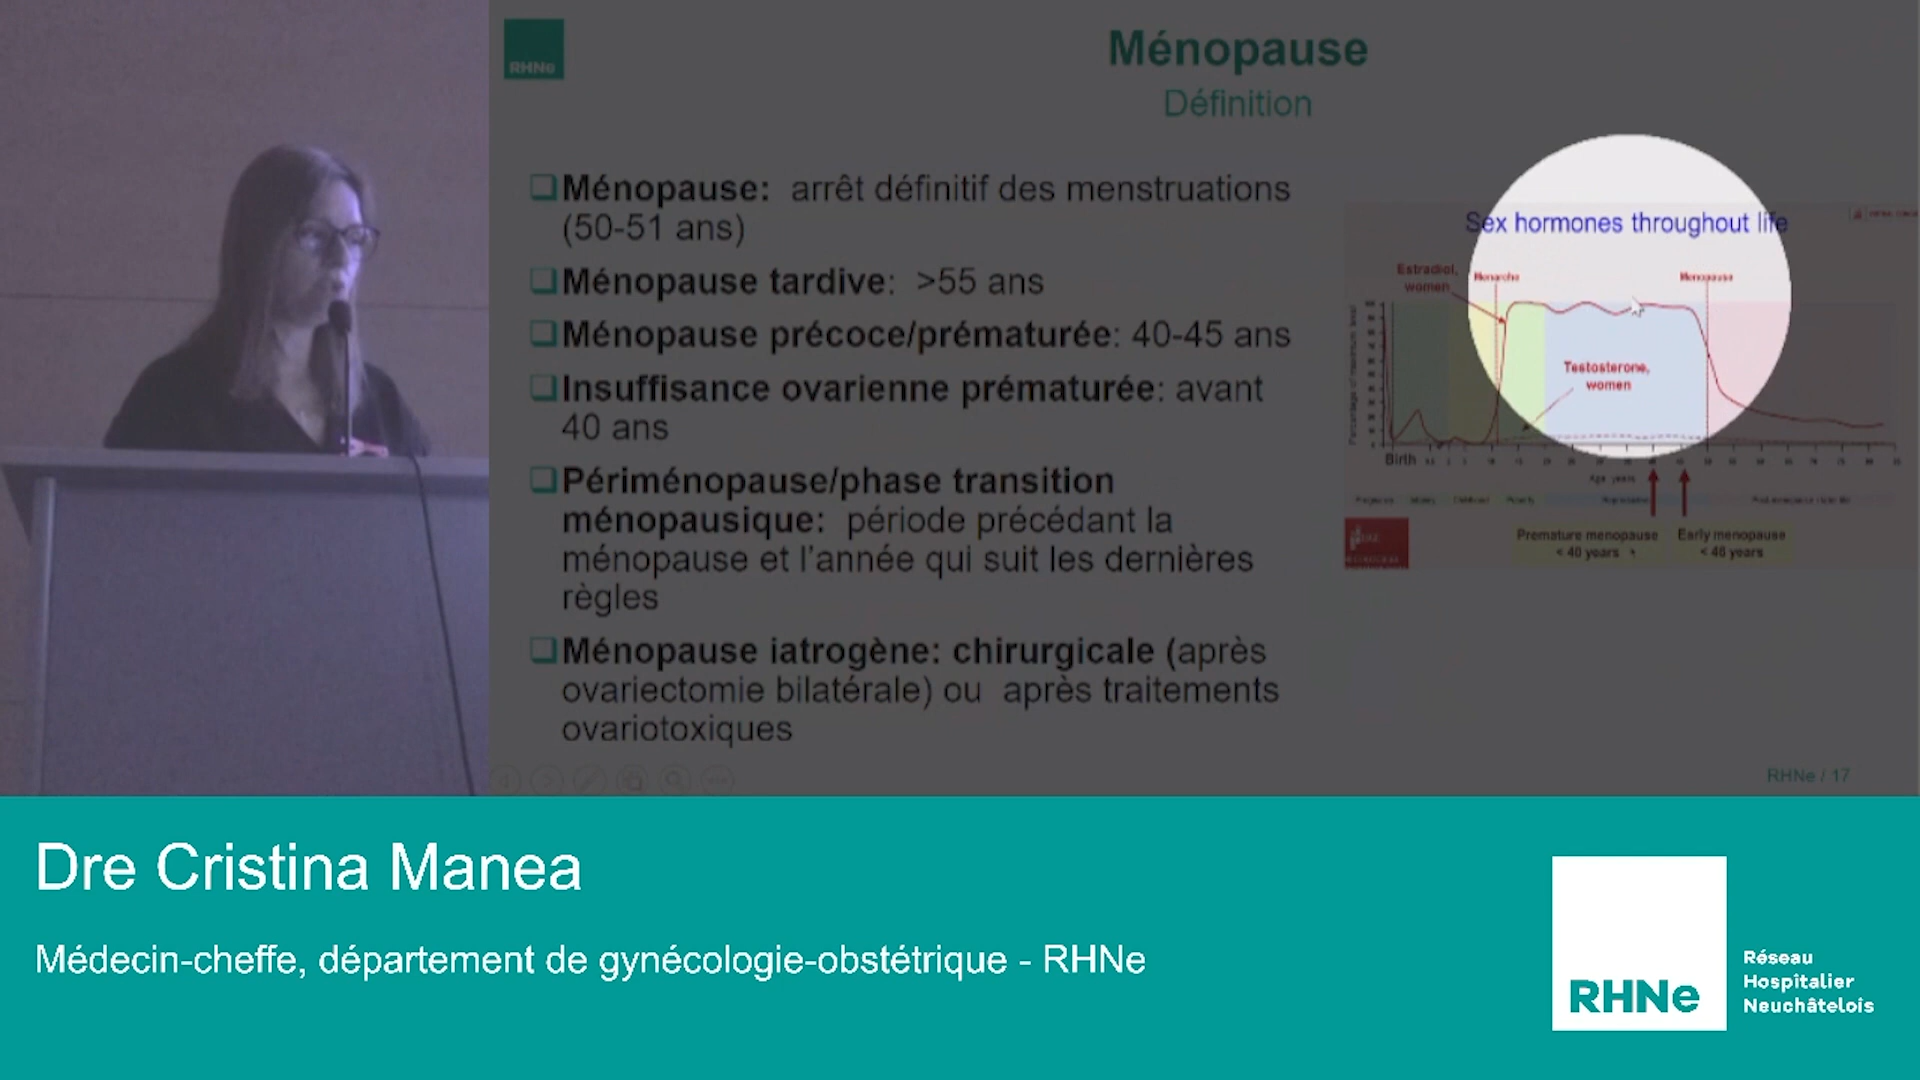 RHNe
Ménopause
Définition
❑Ménopause: arrêt définitif des menstruations
(50-51 ans)
❑Ménopause tardive: >55 ans
❑Ménopause précoce/prématurée: 40-45 ans
❑Insuffisance ovarienne prématurée: avant
40 ans
❑Périménopause/phase transition
ménopausique: période précédant la
ménopause et l'année qui suit les dernières
règles
❑Ménopause iatrogène: chirurgicale (après
ovariectomie bilatérale) ou après traitements
ovariotoxiques
Sex hormones throughout life
Estradiol,
women
Menarche
Menopause
Testosterone,
women
Percentage of maximum level
Birth
Age, years
Premature menopause
< 40 years
Early menopause
< 46 years
RHNe / 17
Dre Cristina Manea
Médecin-cheffe, département de gynécologie-obstétrique - RHNe
RHNe
Réseau
Hospitalier
Neuchâtelois